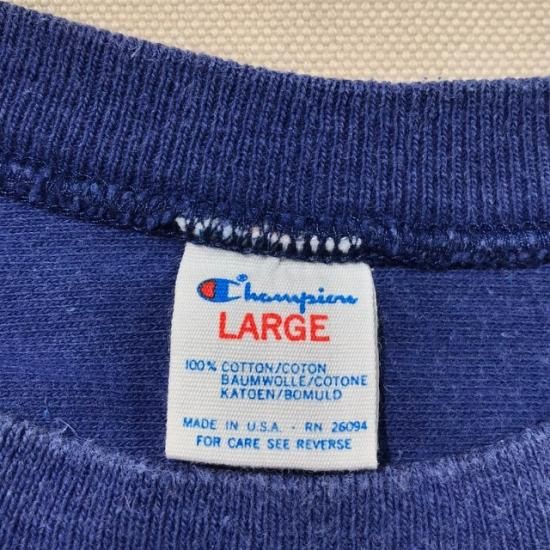 Champion
LARGE
100% COTTON/COTON
BAUMWOLLE/COTONE
KATOEN/BOMULD
MADE IN U.S.A. - RN 26094
FOR CARE SEE REVERSE